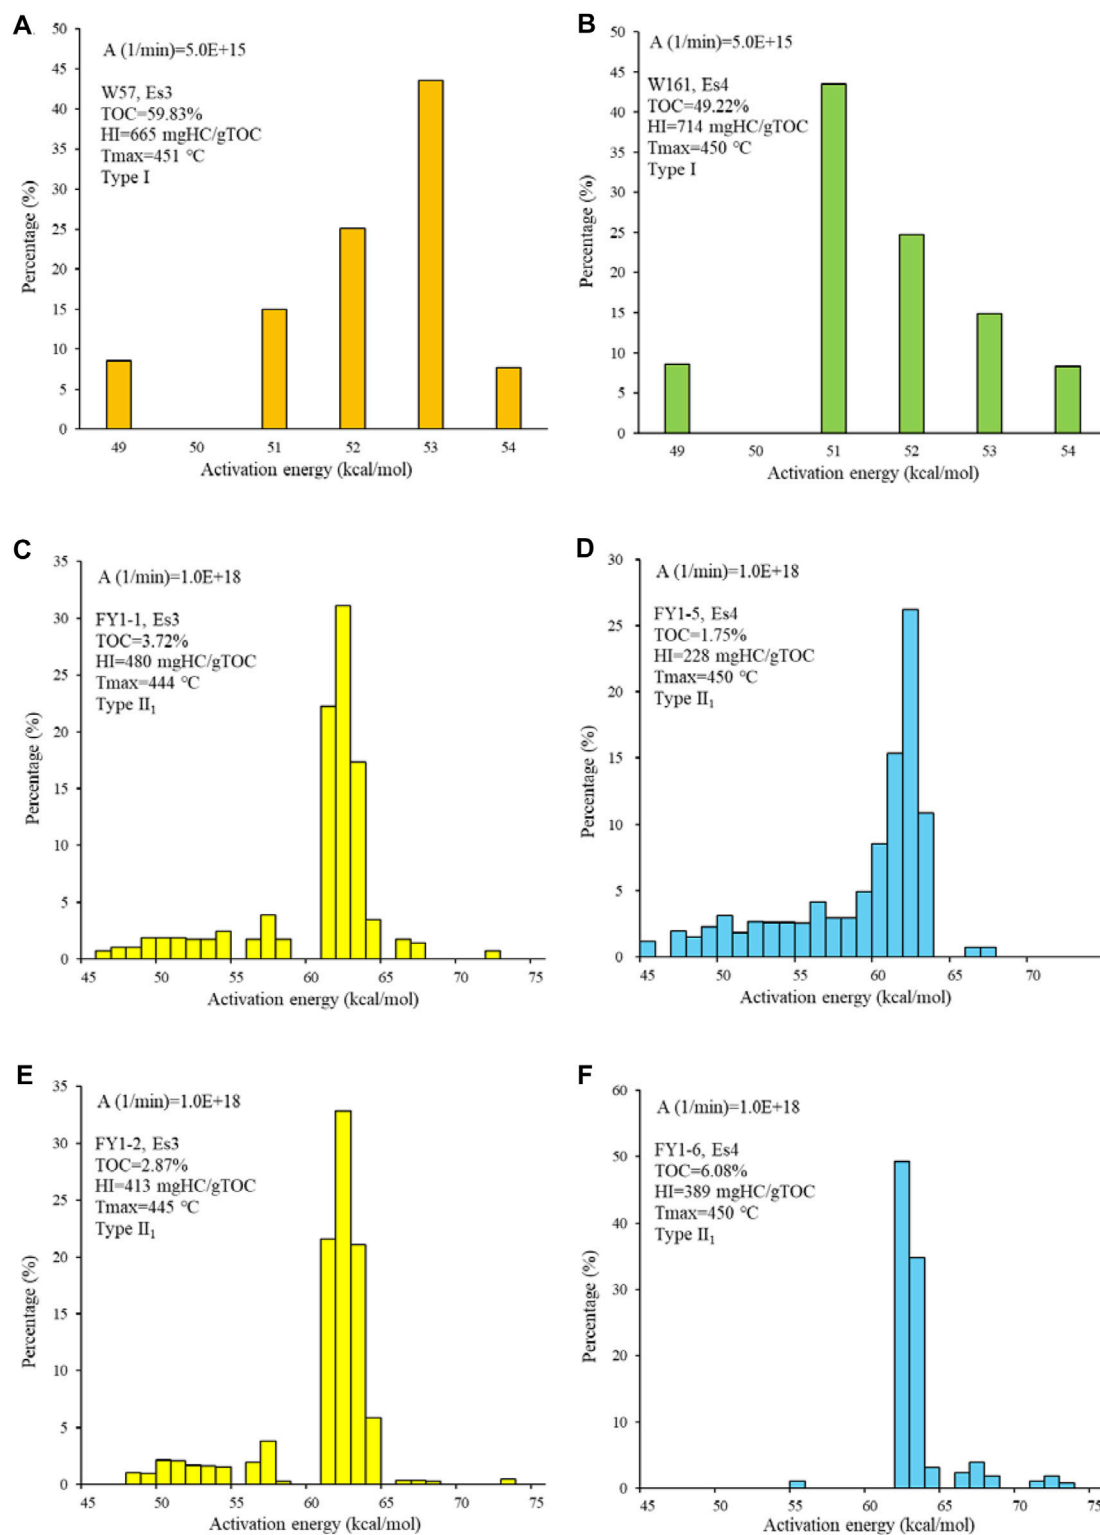 A
50
45
40
35
30
25
20
15
10
5
0
Percentage (%)
A (1/min)=5.0E+15
W57, Es3
TOC=59.83%
HI=665 mgHC/gTOC
Tmax=451 °C
Type I
49 50 51 52 53 54
Activation energy (kcal/mol)
B
50
45
40
35
30
25
20
15
10
5
0
Percentage (%)
A (1/min)=5.0E+15
W161, Es4
TOC=49.22%
HI=714 mgHC/gTOC
Tmax=450 °C
Type I
49 50 51 52 53 54
Activation energy (kcal/mol)
C
35
30
25
20
15
10
5
0
Percentage (%)
A (1/min)=1.0E+18
FY1-1, Es3
TOC=3.72%
HI=480 mgHC/gTOC
Tmax=444 °C
Type II₁
45 50 55 60 65 70 75
Activation energy (kcal/mol)
D
30
25
20
15
10
5
0
Percentage (%)
A (1/min)=1.0E+18
FY1-5, Es4
TOC=1.75%
HI=228 mgHC/gTOC
Tmax=450 °C
Type II₁
45 50 55 60 65 70
Activation energy (kcal/mol)
E
35
30
25
20
15
10
5
0
Percentage (%)
A (1/min)=1.0E+18
FY1-2, Es3
TOC=2.87%
HI=413 mgHC/gTOC
Tmax=445 °C
Type II₁
45 50 55 60 65 70 75
Activation energy (kcal/mol)
F
60
50
40
30
20
10
0
Percentage (%)
A (1/min)=1.0E+18
FY1-6, Es4
TOC=6.08%
HI=389 mgHC/gTOC
Tmax=450 °C
Type II₁
45 50 55 60 65 70 75
Activation energy (kcal/mol)